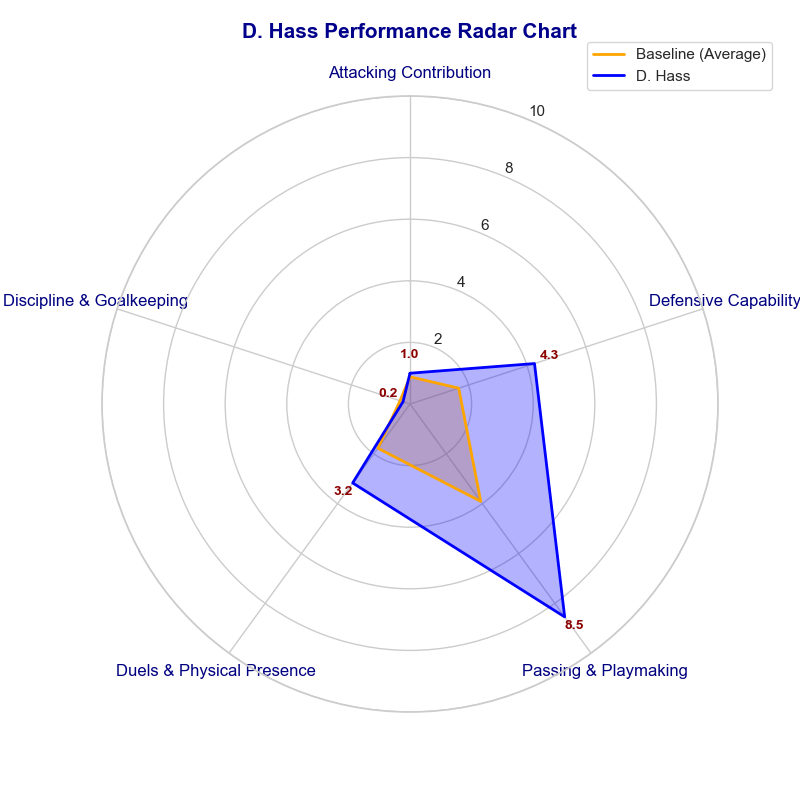 D. Hass Performance Radar Chart
Baseline (Average)
D. Hass
Attacking Contribution
10
8
6
4
2
Discipline & Goalkeeping
Defensive Capability
1.0
4.3
0.2
3.2
8.5
Duels & Physical Presence
Passing & Playmaking